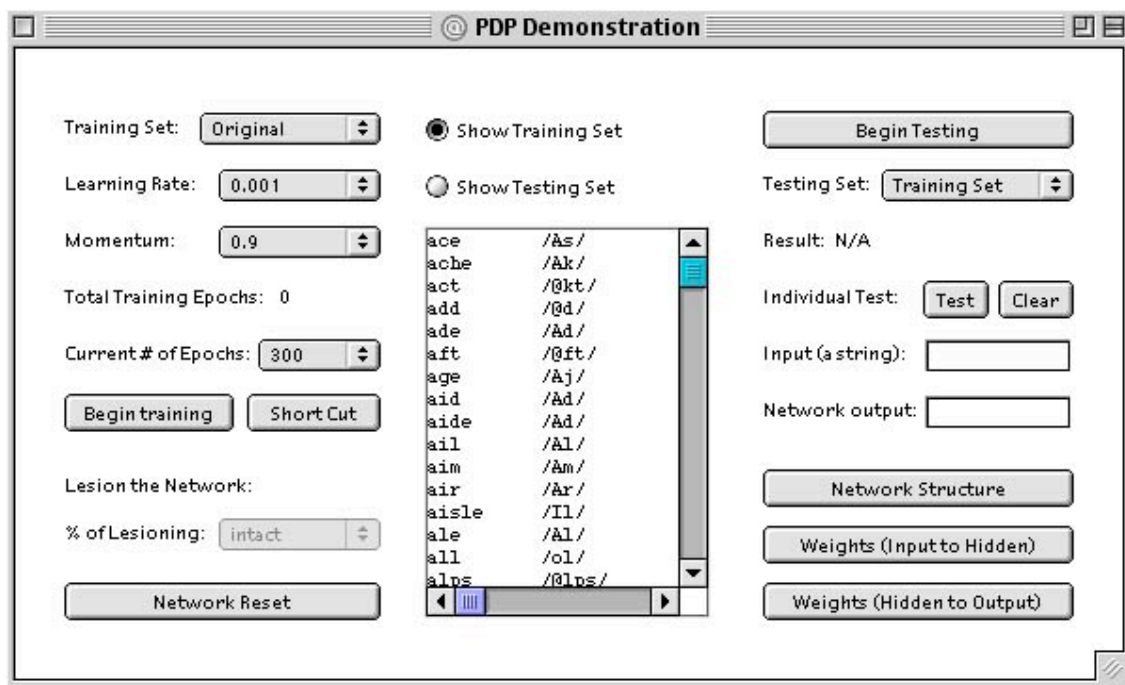 PDP Demonstration
Training Set: Original
Learning Rate: 0.001
Momentum: 0.9
Total Training Epochs: 0
Current # of Epochs: 300
Begin training Short Cut
Lesion the Network:
% of Lesioning: intact
Network Reset
Show Training Set
Show Testing Set
ace /As/
ache /Ak/
act /@kt/
add /@d/
ade /Ad/
aft /@ft/
age /Aj/
aid /Ad/
aide /Ad/
ail /Al/
aim /Am/
air /Ar/
aisle /Il/
ale /Al/
all /ol/
alps /@lps/
Begin Testing
Testing Set: Training Set
Result: N/A
Individual Test: Test Clear
Input (a string):
Network output:
Network Structure
Weights (Input to Hidden)
Weights (Hidden to Output)